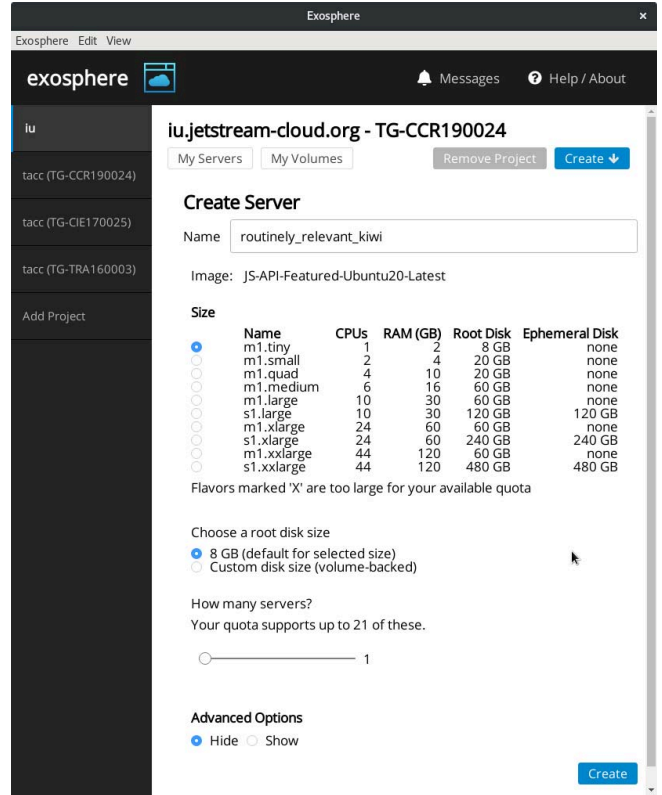 Exosphere ×
Exosphere Edit View
exosphere Messages ? Help / About
iu
tacc (TG-CCR190024)
tacc (TG-CIE170025)
tacc (TG-TRA160003)
Add Project
iu.jetstream-cloud.org - TG-CCR190024
My Servers My Volumes Remove Project Create
Create Server
Name routinely_relevant_kiwi
Image: JS-API-Featured-Ubuntu20-Latest
Size
Name CPUs RAM (GB) Root Disk Ephemeral Disk
m1.tiny 1 2 8 GB none
m1.small 2 4 20 GB none
m1.quad 4 10 20 GB none
m1.medium 6 16 60 GB none
m1.large 10 30 60 GB none
s1.large 10 30 120 GB 120 GB
m1.xlarge 24 60 60 GB none
s1.xlarge 24 60 240 GB 240 GB
m1.xxlarge 44 120 60 GB none
s1.xxlarge 44 120 480 GB 480 GB
Flavors marked 'X' are too large for your available quota
Choose a root disk size
8 GB (default for selected size)
Custom disk size (volume-backed)
How many servers?
Your quota supports up to 21 of these.
1
Advanced Options
Hide Show
Create